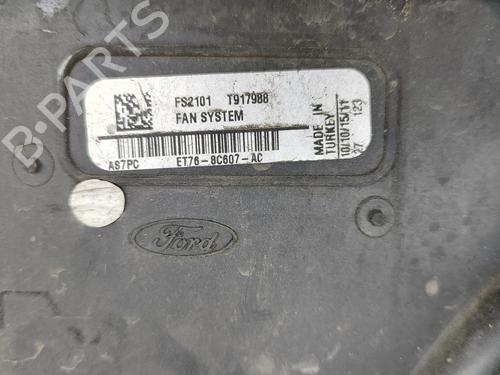 FS2101 T917988
FAN SYSTEM
A87PC ET76-8C607-AC
MADE IN
TURKEY
10/10/15/11
27 123
Ford
B-PARTS